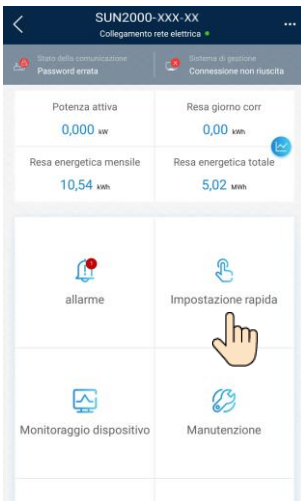 SUN2000-XXX-XX
Collegamento rete elettrica
Stato della comunicazione
Password errata
Sistema di gestione
Connessione non riuscita
Potenza attiva
0,000 kW
Resa giorno corr
0,00 kWh
Resa energetica mensile
10,54 kWh
Resa energetica totale
5,02 MWh
allarme
Impostazione rapida
Monitoraggio dispositivo
Manutenzione